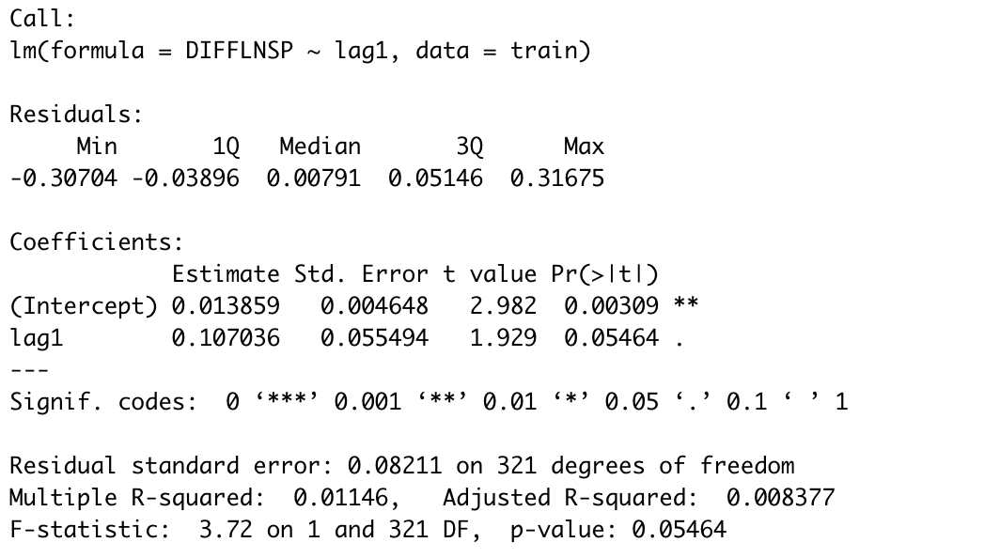 Call:
lm(formula = DIFFLNSP ~ lag1, data = train)
Residuals:
Min 1Q Median 3Q Max
-0.30704 -0.03896 0.00791 0.05146 0.31675
Coefficients:
Estimate Std. Error t value Pr(>|t|)
(Intercept) 0.013859 0.004648 2.982 0.00309 **
lag1 0.107036 0.055494 1.929 0.05464 .
---
Signif. codes: 0 ‘***’ 0.001 ‘**’ 0.01 ‘*’ 0.05 ‘.’ 0.1 ‘ ’ 1
Residual standard error: 0.08211 on 321 degrees of freedom
Multiple R-squared: 0.01146, Adjusted R-squared: 0.008377
F-statistic: 3.72 on 1 and 321 DF, p-value: 0.05464